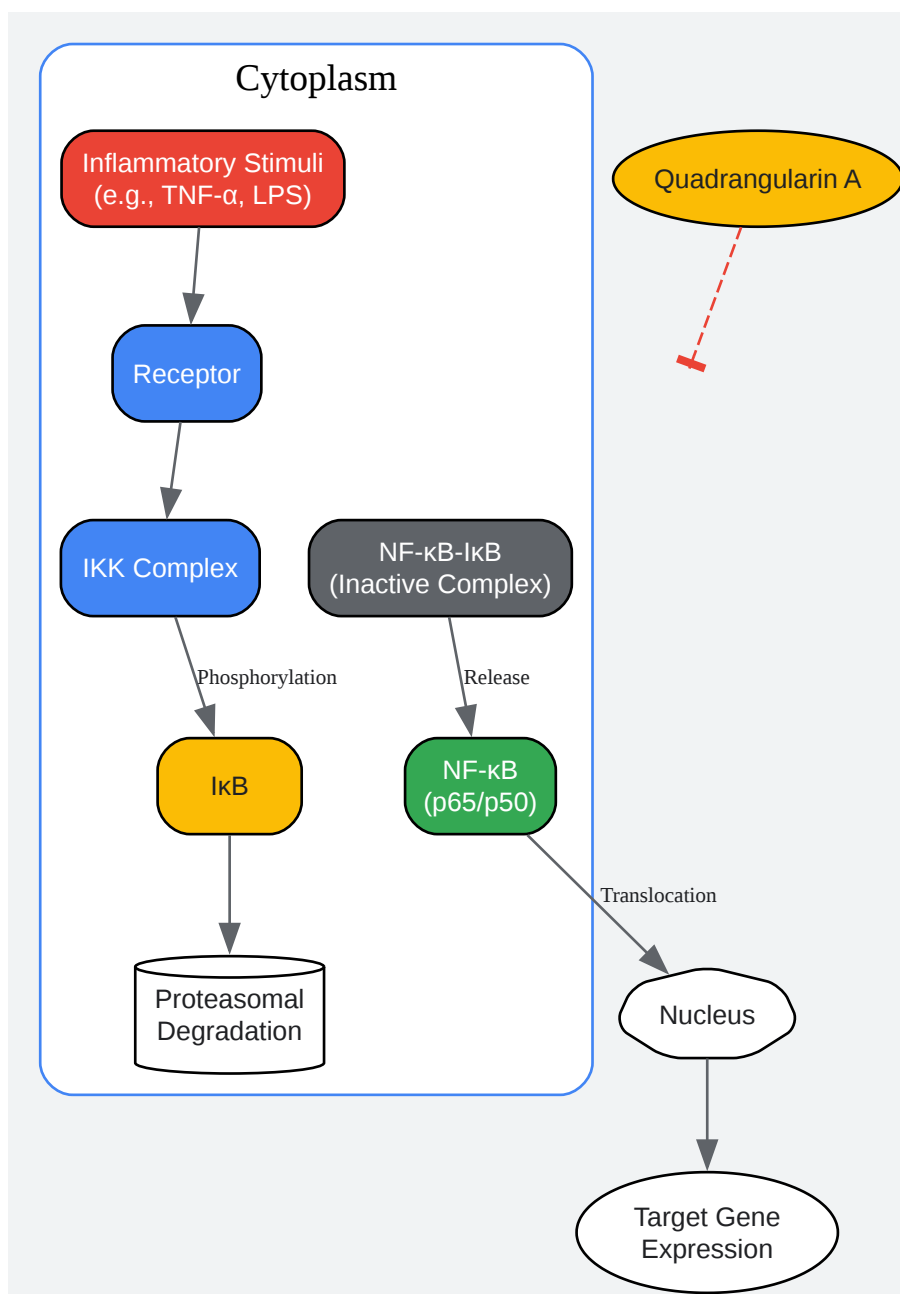 Cytoplasm
Inflammatory Stimuli
(e.g., TNF-α, LPS)
Quadrangularin A
Receptor
IKK Complex
NF-κB-IκB
(Inactive Complex)
Phosphorylation
Release
IκB
NF-κB
(p65/p50)
Translocation
Proteasomal
Degradation
Nucleus
Target Gene
Expression